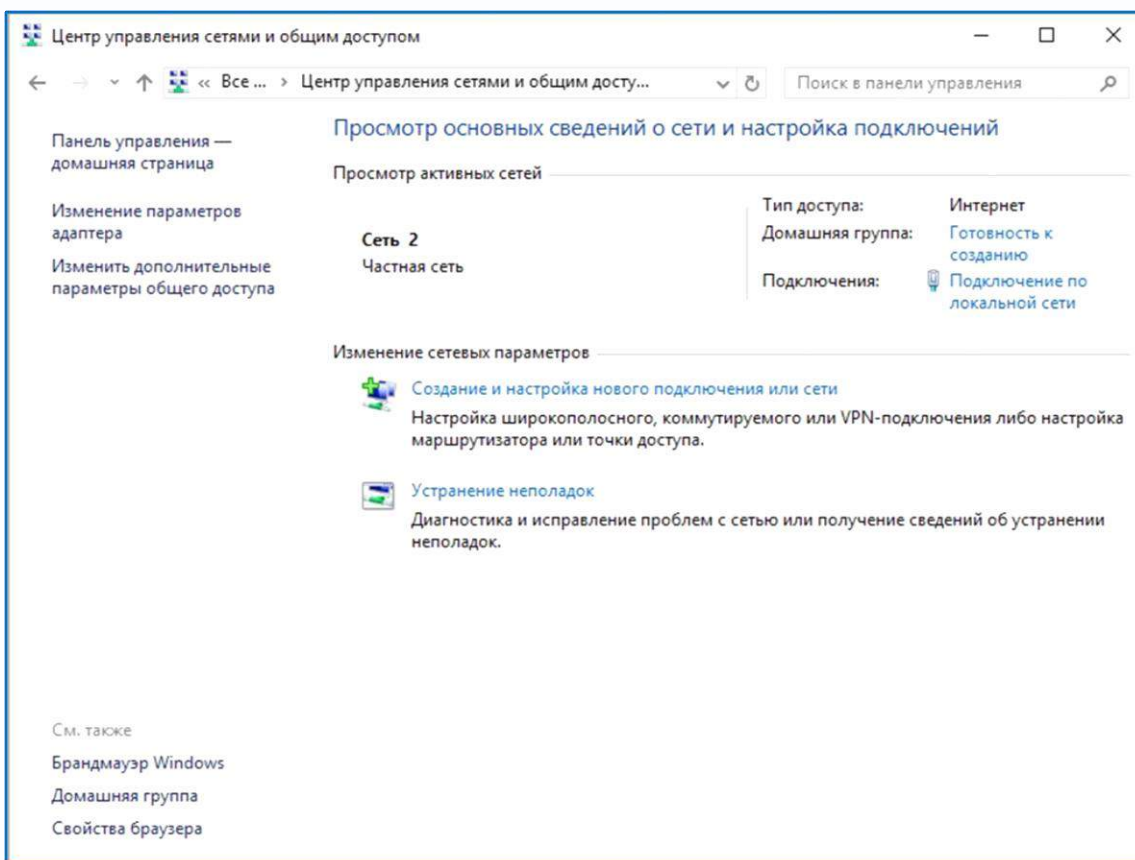 Центр управления сетями и общим доступом
« Все ... › Центр управления сетями и общим досту...
Поиск в панели управления
Панель управления —
домашняя страница
Изменение параметров
адаптера
Изменить дополнительные
параметры общего доступа
Просмотр основных сведений о сети и настройка подключений
Просмотр активных сетей
Сеть 2
Частная сеть
Тип доступа: Интернет
Домашняя группа: Готовность к
созданию
Подключения: Подключение по
локальной сети
Изменение сетевых параметров
Создание и настройка нового подключения или сети
Настройка широкополосного, коммутируемого или VPN-подключения либо настройка
маршрутизатора или точки доступа.
Устранение неполадок
Диагностика и исправление проблем с сетью или получение сведений об устранении
неполадок.
См. также
Брандмауэр Windows
Домашняя группа
Свойства браузера